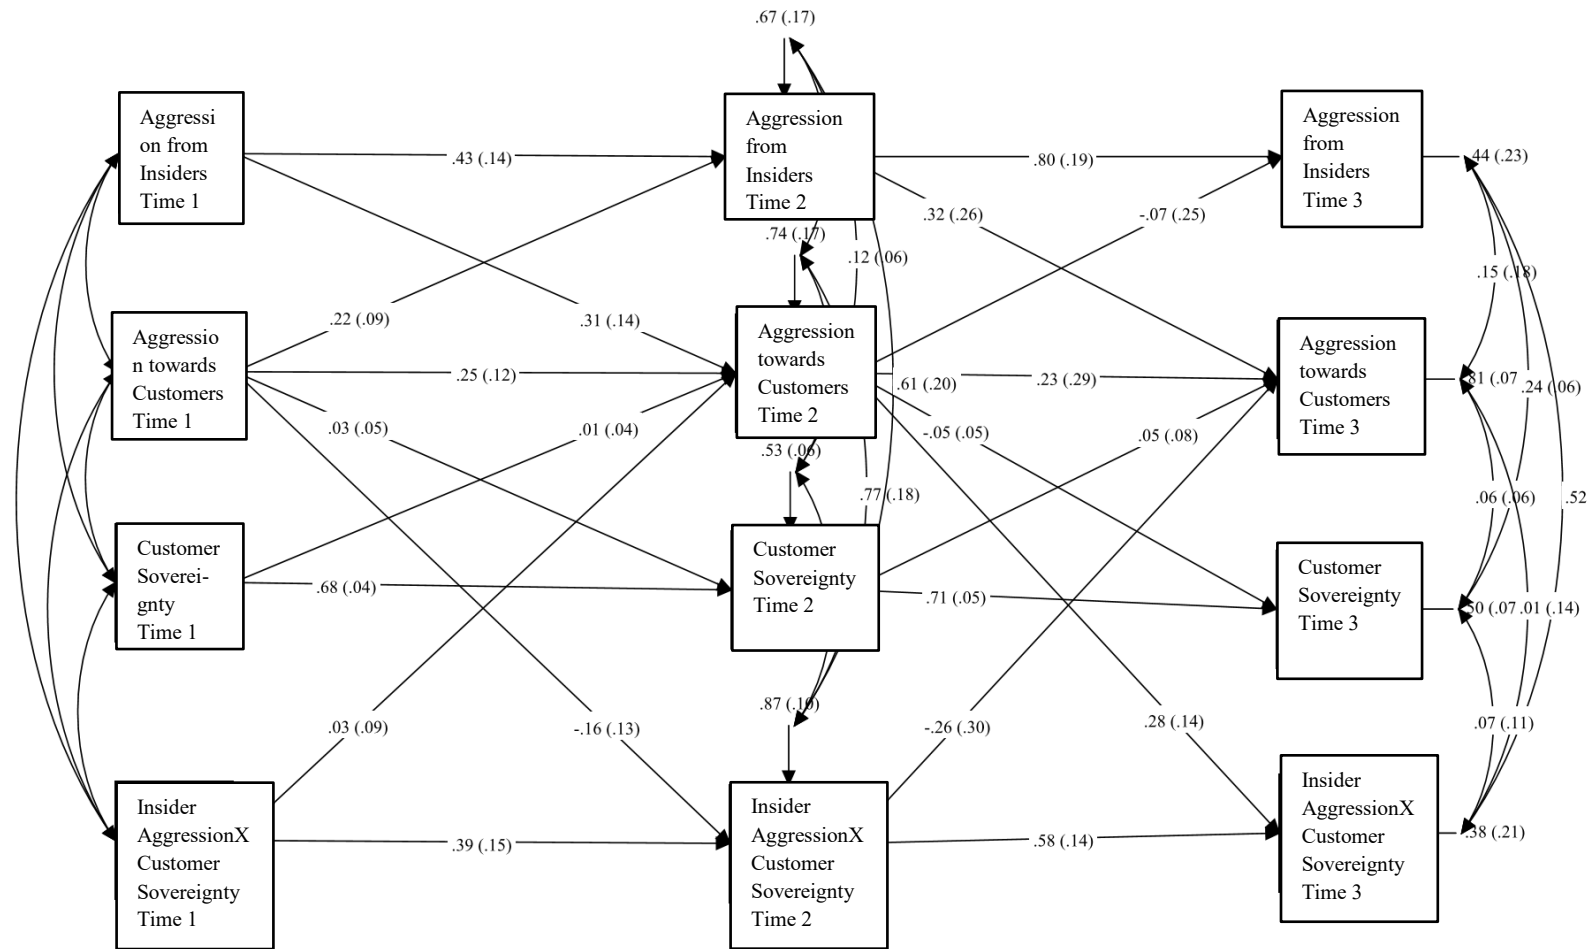 .67 (.17)
Aggressi
on from
Insiders
Time 1
.43 (.14)
Aggression
from
Insiders
Time 2
.80 (.19)
Aggression
from
Insiders
Time 3
.44 (.23)
.32 (.26)
-.07 (.25)
.74 (.17)
.12 (.06)
.15 (.18)
.22 (.09)
.31 (.14)
Aggressio
n towards
Customers
Time 1
.25 (.12)
Aggression
towards
Customers
Time 2
.61 (.20)
.23 (.29)
Aggression
towards
Customers
Time 3
.81 (.07
.24 (.06)
.03 (.05)
.01 (.04)
-.05 (.05)
.05 (.08)
.53 (.06)
.77 (.18)
.06 (.06)
.52
Customer
Soverei-
gnty
Time 1
.68 (.04)
Customer
Sovereignty
Time 2
.71 (.05)
Customer
Sovereignty
Time 3
.50 (.07
.01 (.14)
.87 (.10)
.03 (.09)
-.16 (.13)
-.26 (.30)
.28 (.14)
.07 (.11)
Insider
AggressionX
Customer
Sovereignty
Time 1
.39 (.15)
Insider
AggressionX
Customer
Sovereignty
Time 2
.58 (.14)
Insider
AggressionX
Customer
Sovereignty
Time 3
.38 (.21)